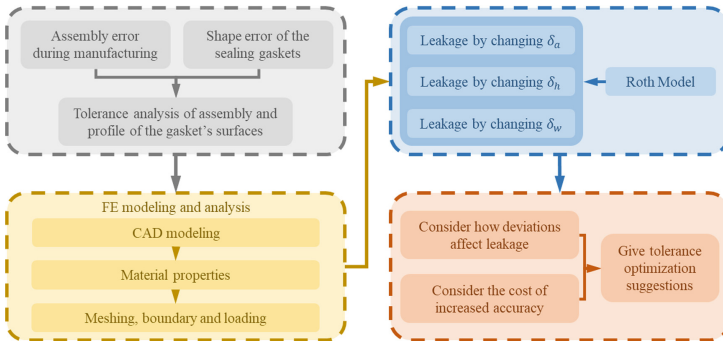 Assembly error
during manufacturing
Shape error of the
sealing gaskets
Tolerance analysis of assembly and
profile of the gasket's surfaces
FE modeling and analysis
CAD modeling
Material properties
Meshing, boundary and loading
Leakage by changing δₐ
Leakage by changing δₕ
Leakage by changing δ_w
Roth Model
Consider how deviations
affect leakage
Consider the cost of
increased accuracy
Give tolerance
optimization
suggestions